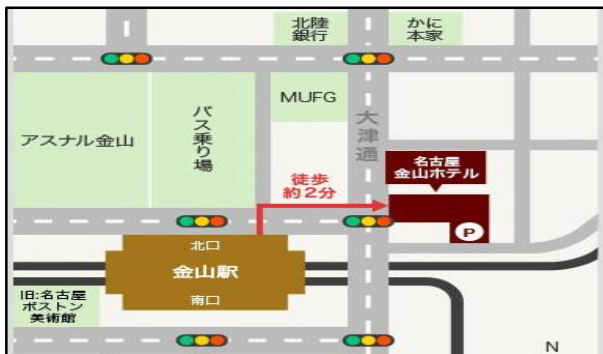 北陸
銀行
かに
本家
MUFG
アスナル金山
バス乗り場
大津通
徒歩
約2分
名古屋
金山ホテル
P
北口
金山駅
南口
旧:名古屋
ボストン
美術館
N